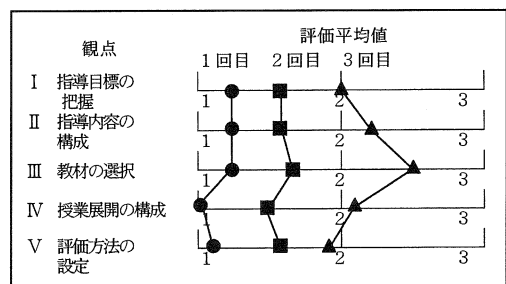 観点
評価平均値
1回目 2回目 3回目
Ⅰ 指導目標の
把握
1 2 3
Ⅱ 指導内容の
構成
1 2 3
Ⅲ 教材の選択
1 2 3
Ⅳ 授業展開の構成
1 2 3
Ⅴ 評価方法の
設定
1 2 3